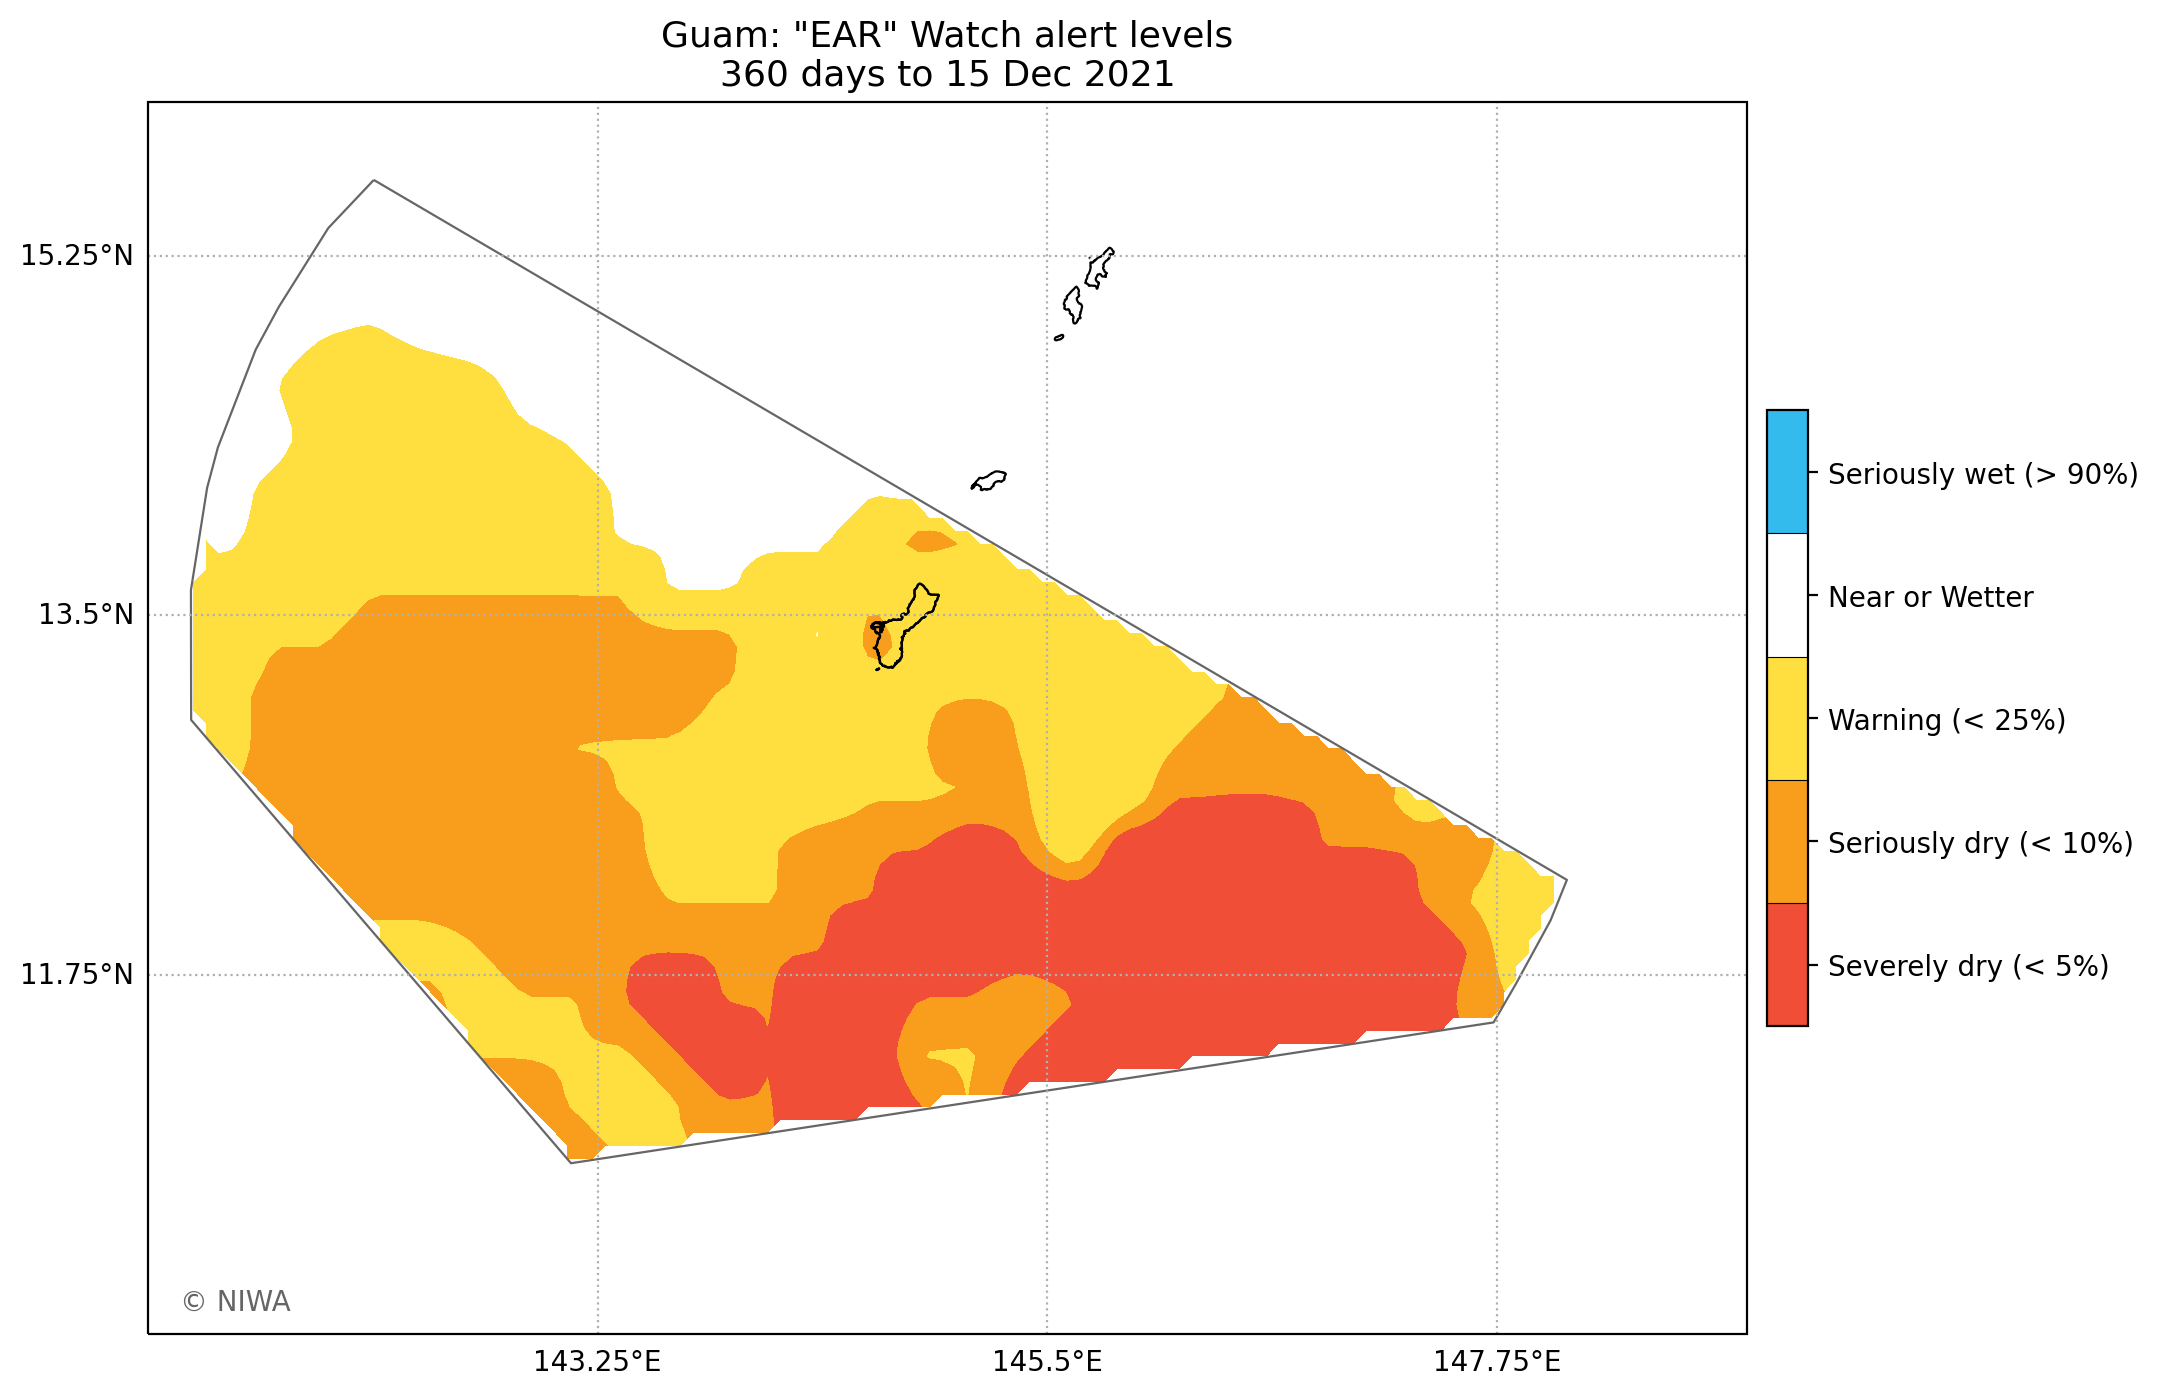 Guam: "EAR" Watch alert levels
360 days to 15 Dec 2021
15.25°N
13.5°N
11.75°N
143.25°E
145.5°E
147.75°E
Seriously wet (> 90%)
Near or Wetter
Warning (< 25%)
Seriously dry (< 10%)
Severely dry (< 5%)
© NIWA